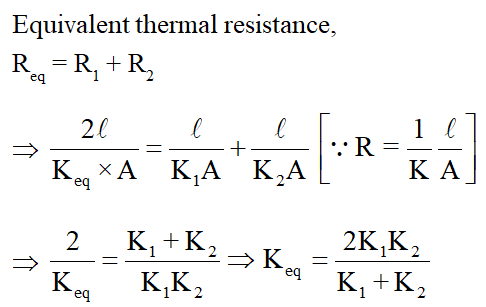 Equivalent thermal resistance,
R_eq = R_1 + R_2
⇒ 2ℓ / (K_eq × A) = ℓ / (K_1A) + ℓ / (K_2A) [∵ R = (1/K) (ℓ/A)]
⇒ 2 / K_eq = (K_1 + K_2) / (K_1K_2) ⇒ K_eq = 2K_1K_2 / (K_1 + K_2)